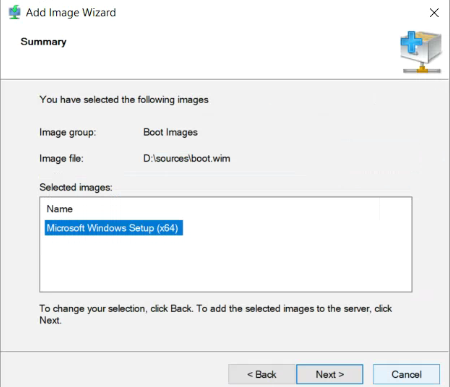 Add Image Wizard
Summary
You have selected the following images
Image group: Boot Images
Image file: D:\sources\boot.wim
Selected images:
Name
Microsoft Windows Setup (x64)
To change your selection, click Back. To add the selected images to the server, click
Next.
< Back Next > Cancel